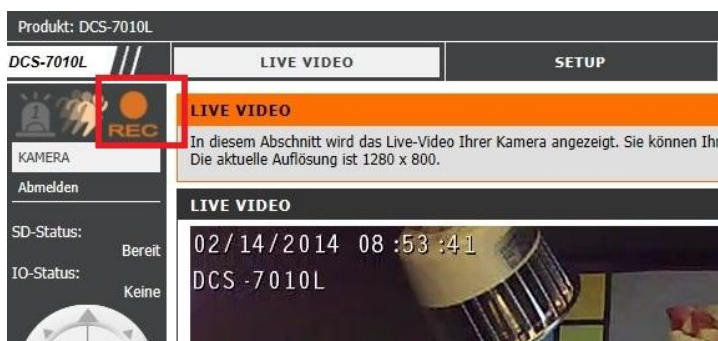 Produkt: DCS-7010L
DCS-7010L
LIVE VIDEO
SETUP
REC
LIVE VIDEO
In diesem Abschnitt wird das Live-Video Ihrer Kamera angezeigt. Sie können Ihr
Die aktuelle Auflösung ist 1280 x 800.
KAMERA
Abmelden
LIVE VIDEO
SD-Status:
Bereit
IO-Status:
Keine
02/14/2014 08:53:41
DCS-7010L